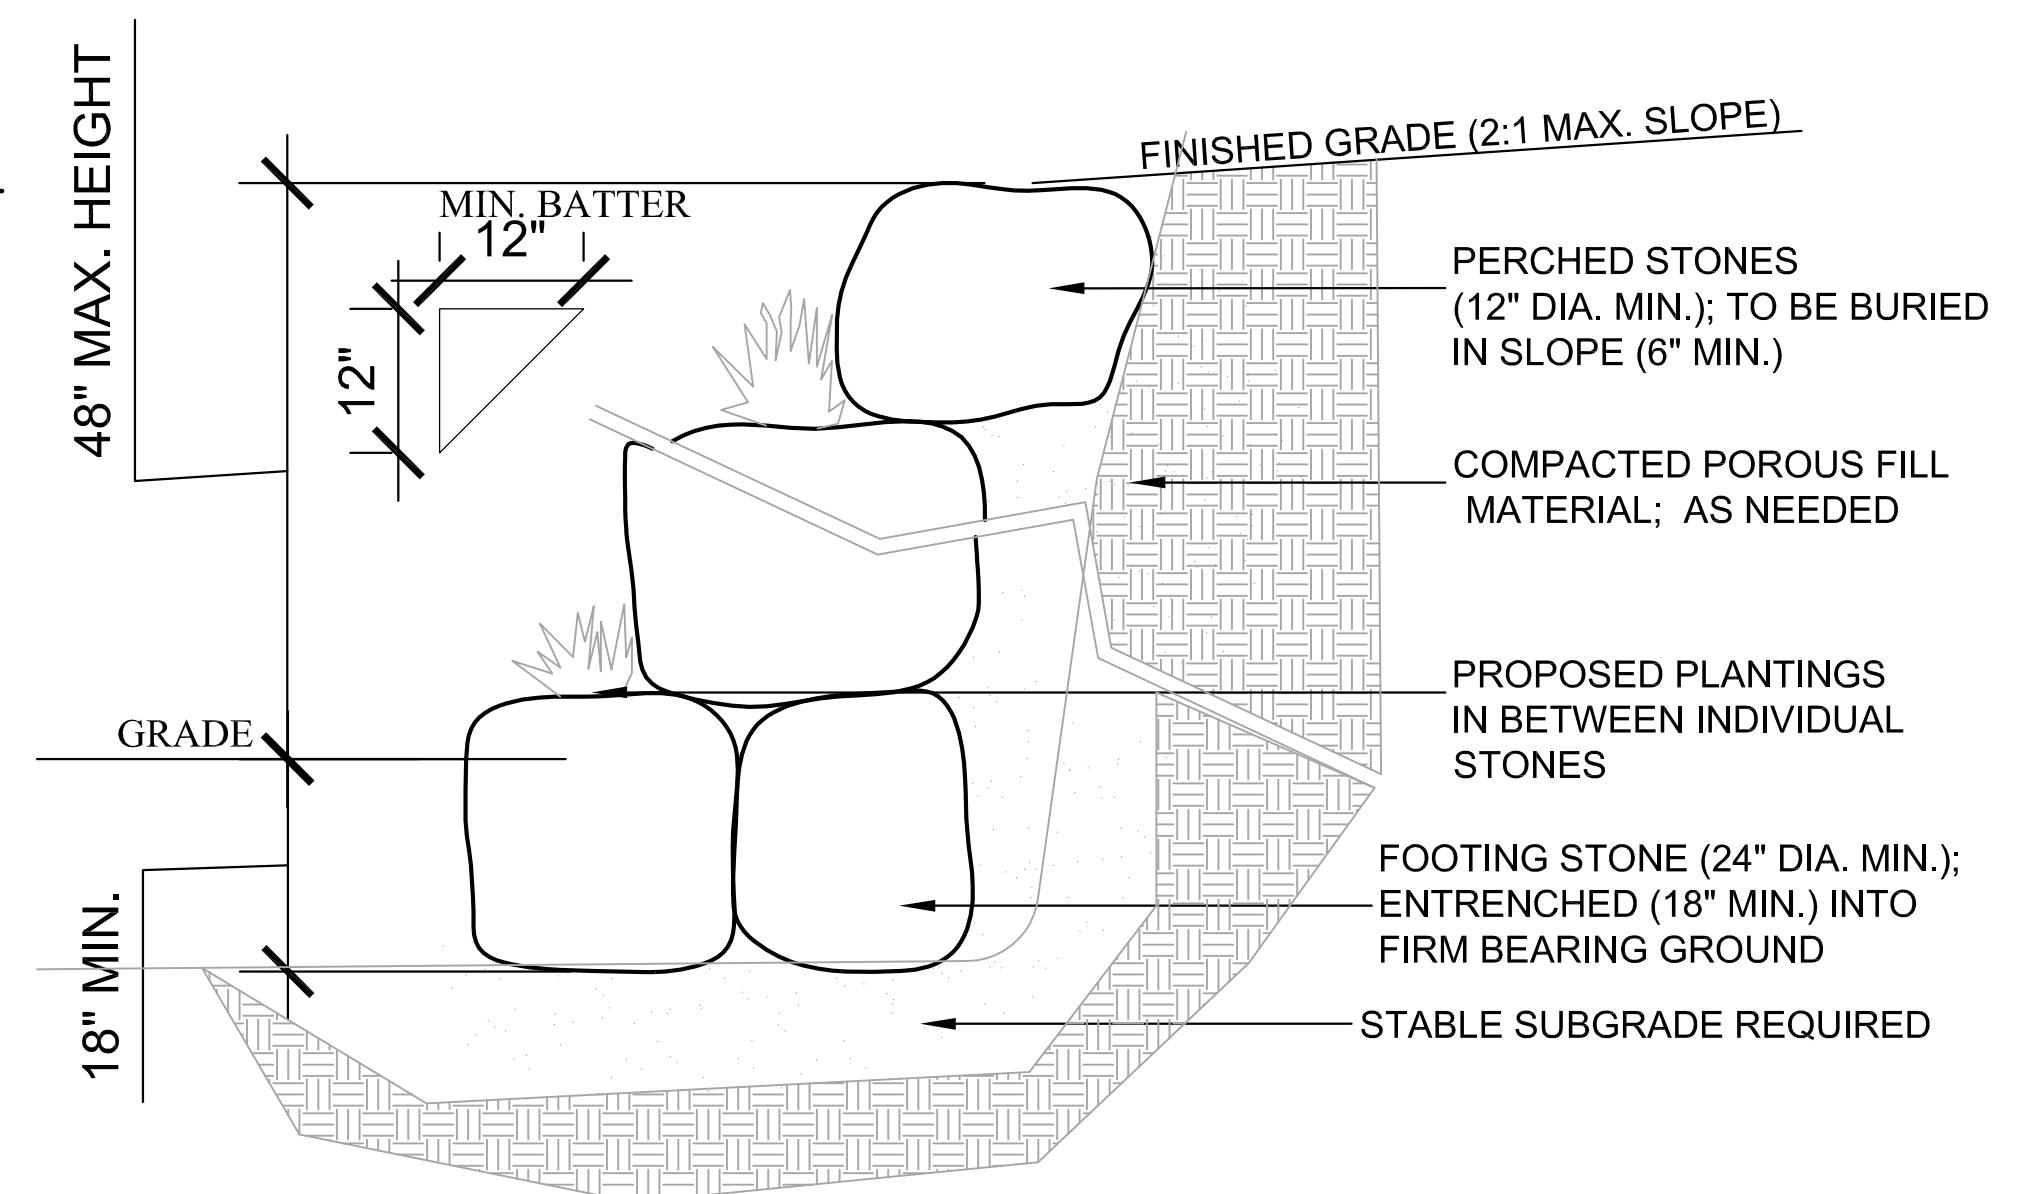 48" MAX. HEIGHT
FINISHED GRADE (2:1 MAX. SLOPE)
MIN. BATTER
12"
12"
PERCHED STONES
(12" DIA. MIN.); TO BE BURIED
IN SLOPE (6" MIN.)
COMPACTED POROUS FILL
MATERIAL; AS NEEDED
PROPOSED PLANTINGS
IN BETWEEN INDIVIDUAL
STONES
GRADE
18" MIN.
FOOTING STONE (24" DIA. MIN.);
ENTRENCHED (18" MIN.) INTO
FIRM BEARING GROUND
STABLE SUBGRADE REQUIRED